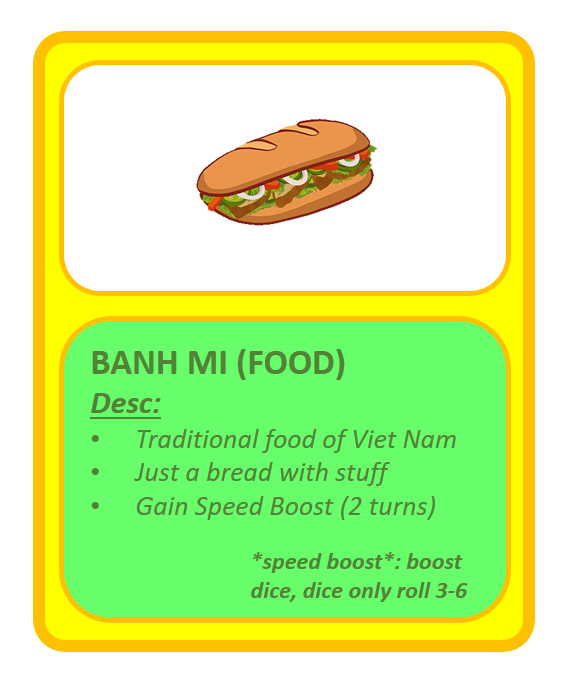 BANH MI (FOOD)
Desc:
• Traditional food of Viet Nam
• Just a bread with stuff
• Gain Speed Boost (2 turns)
*speed boost*: boost
dice, dice only roll 3-6